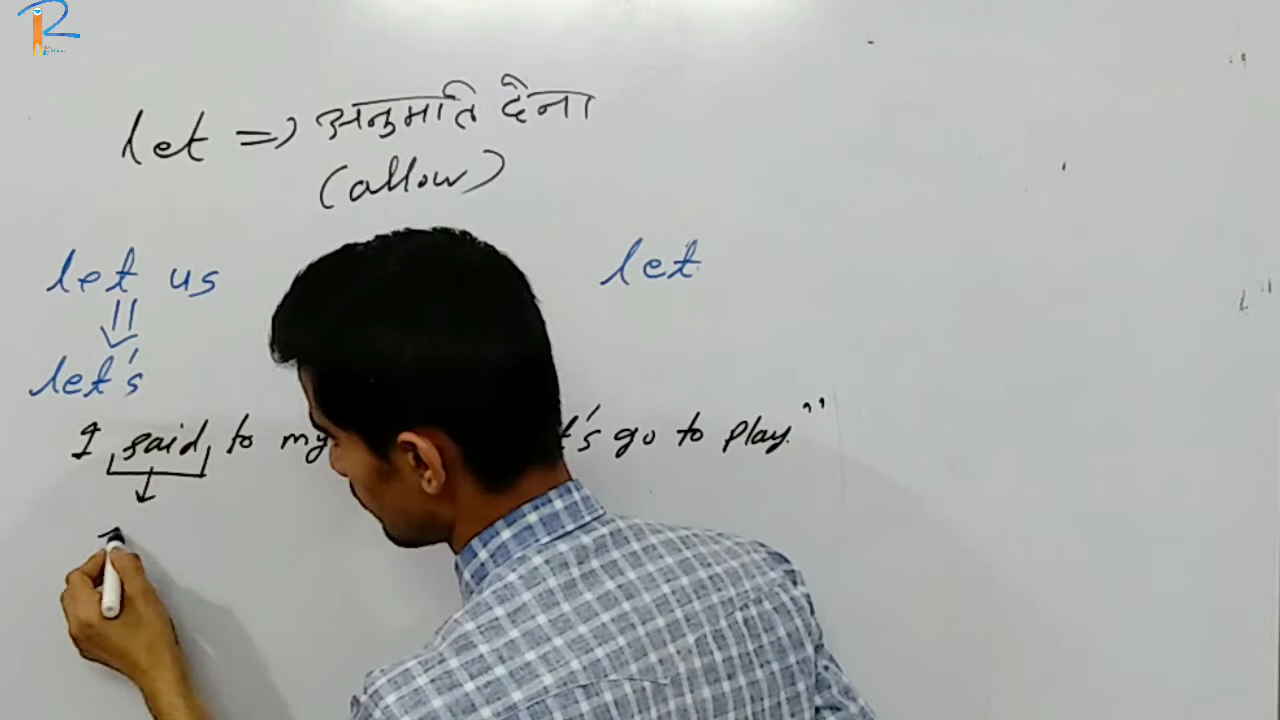 let => अनुमति देना
(allow)
let us let
let's
I said to my 's go to play."